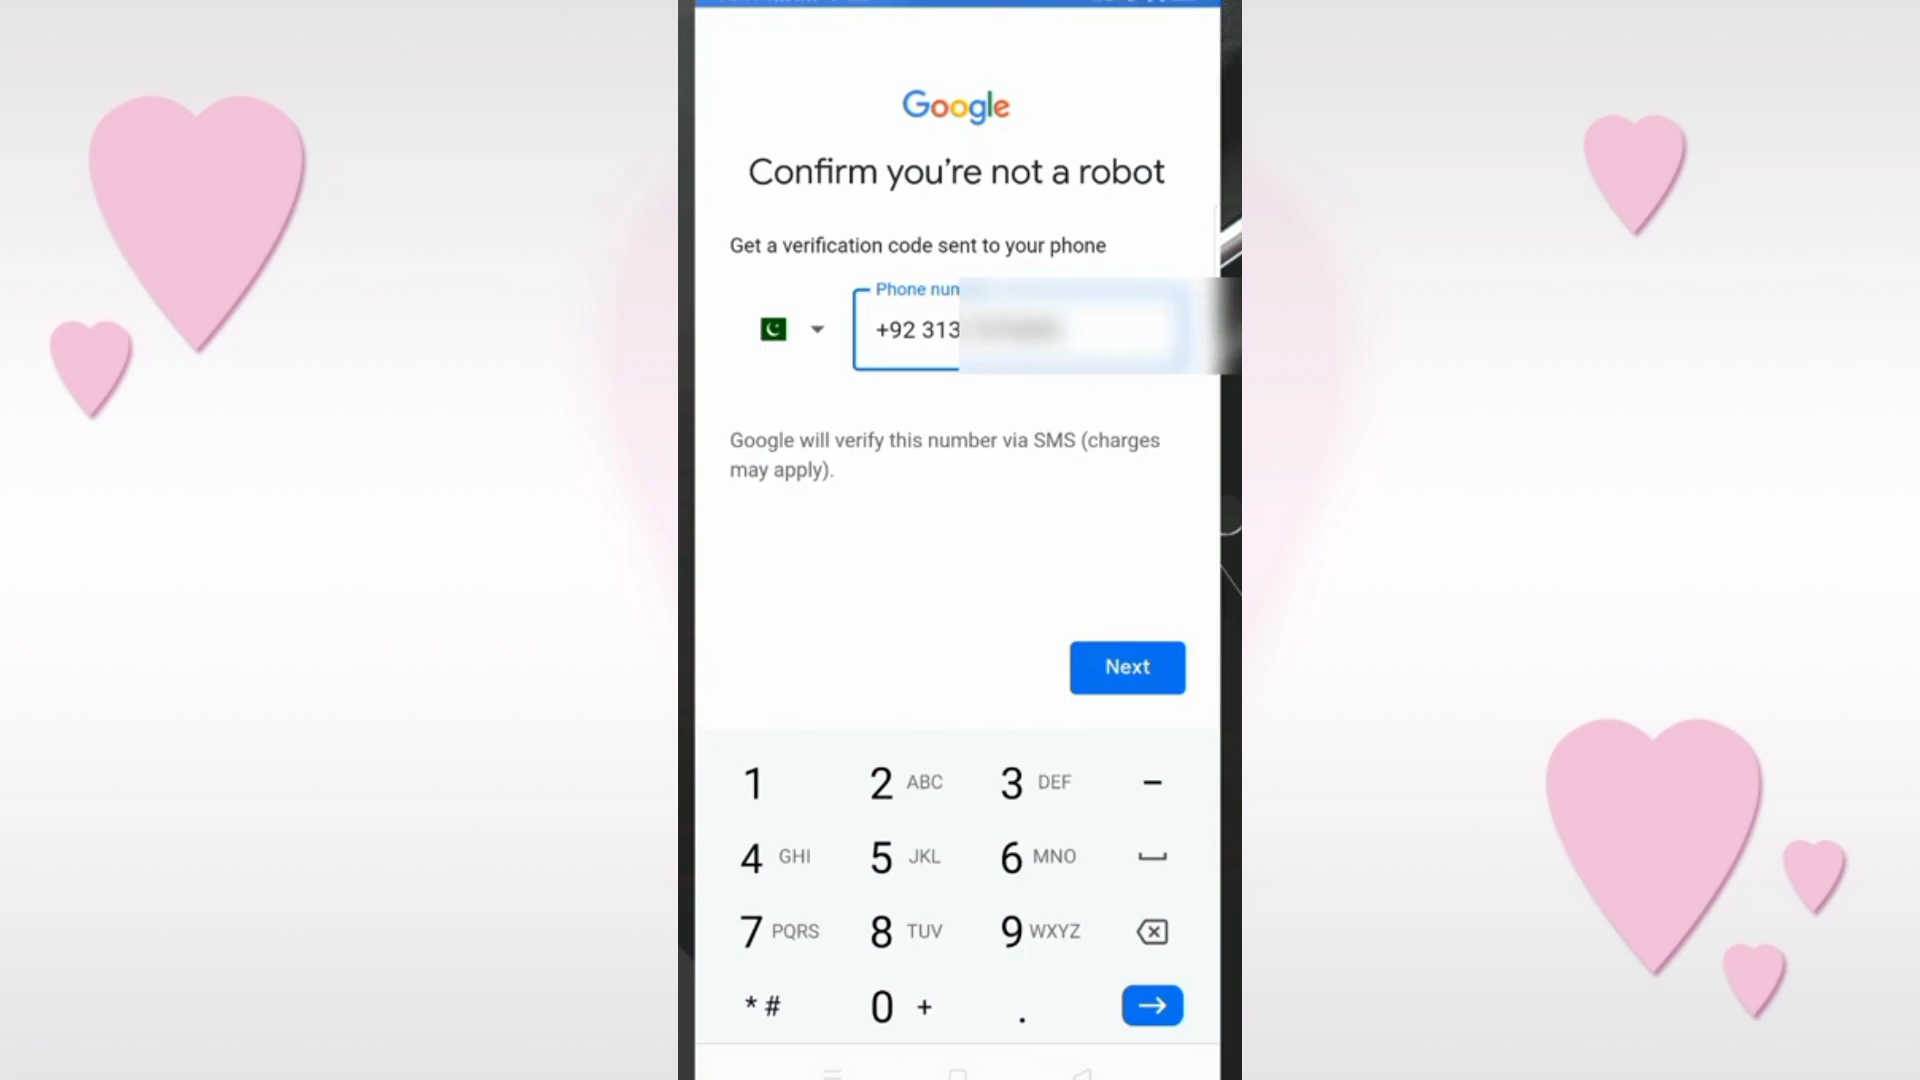 Google
Confirm you're not a robot
Get a verification code sent to your phone
Phone
+92 313
Google will verify this number via SMS (charges
may apply).
Next
1 2 ABC 3 DEF -
4 GHI 5 JKL 6 MNO
7 PQRS 8 TUV 9 WXYZ
* # 0 + .